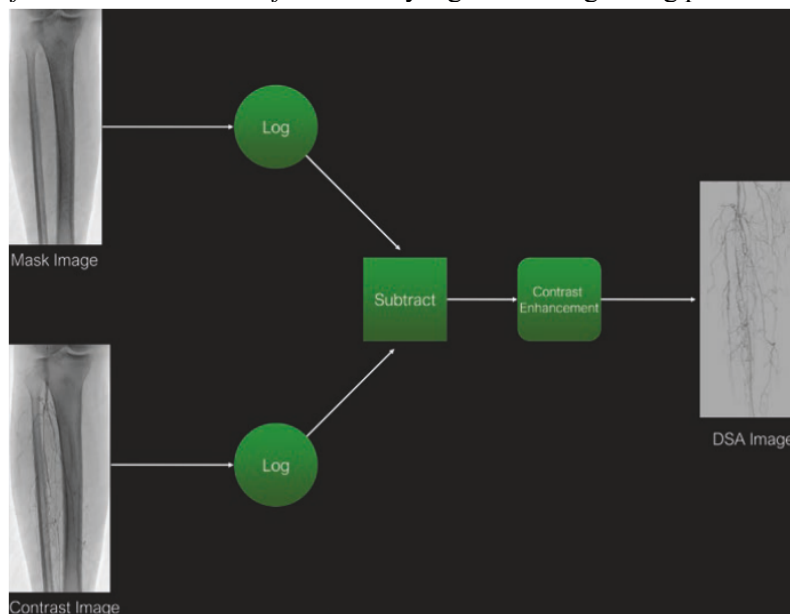 Log
Mask Image
Subtract
Contrast
Enhancement
DSA Image
Log
Contrast Image